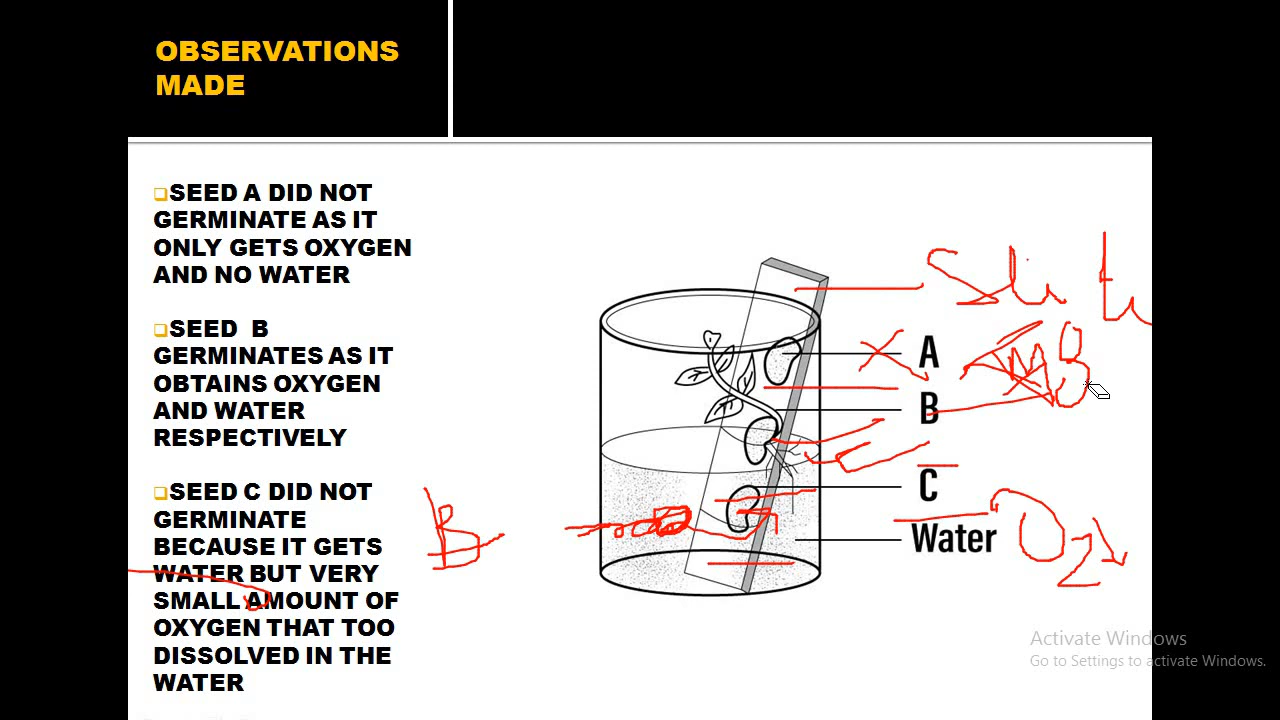 OBSERVATIONS
MADE
SEED A DID NOT
GERMINATE AS IT
ONLY GETS OXYGEN
AND NO WATER
SEED B
GERMINATES AS IT
OBTAINS OXYGEN
AND WATER
RESPECTIVELY
SEED C DID NOT
GERMINATE
BECAUSE IT GETS
WATER BUT VERY
SMALL AMOUNT OF
OXYGEN THAT TOO
DISSOLVED IN THE
WATER
A
B
C
Water
B
O2
Activate Windows
Go to Settings to activate Windows.